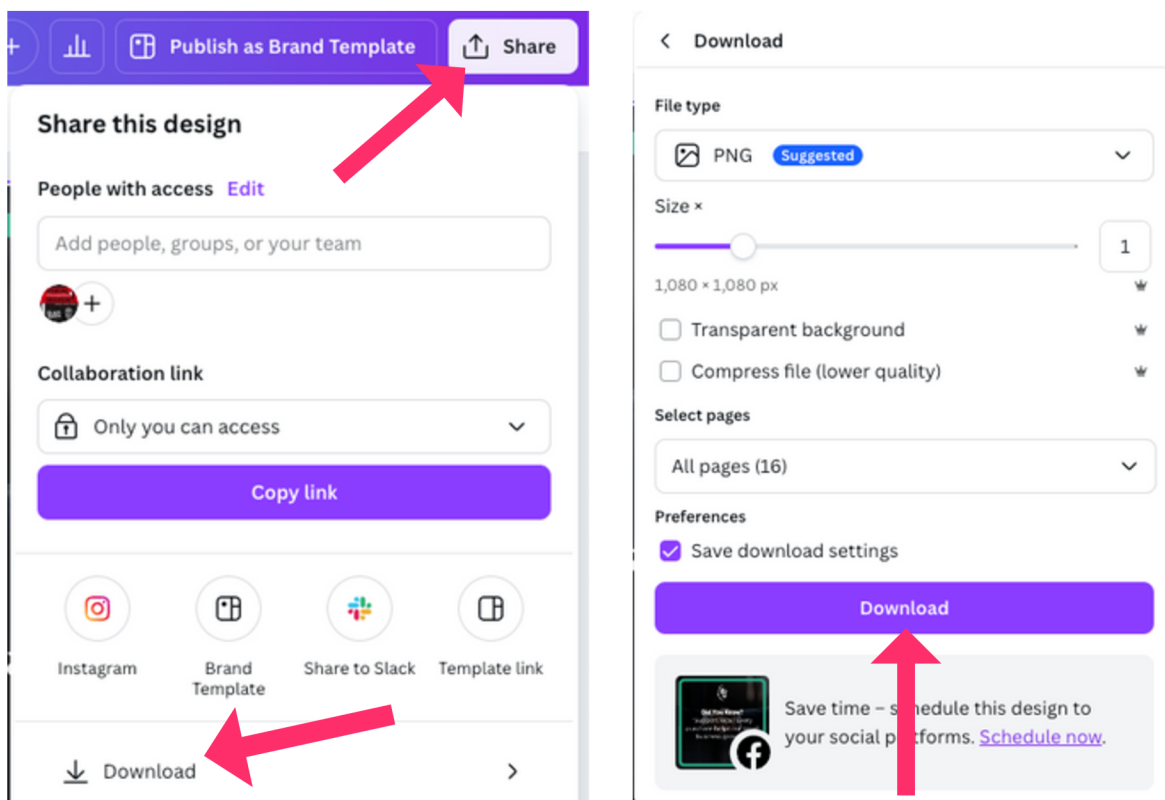 Publish as Brand Template
Share
Share this design
People with access Edit
Add people, groups, or your team
Collaboration link
Only you can access
Copy link
Instagram
Brand
Template
Share to Slack
Template link
Download
Download
File type
PNG Suggested
Size ×
1
1,080 × 1,080 px
Transparent background
Compress file (lower quality)
Select pages
All pages (16)
Preferences
Save download settings
Download
Did You Know?
Save time – schedule this design to
your social platforms. Schedule now.